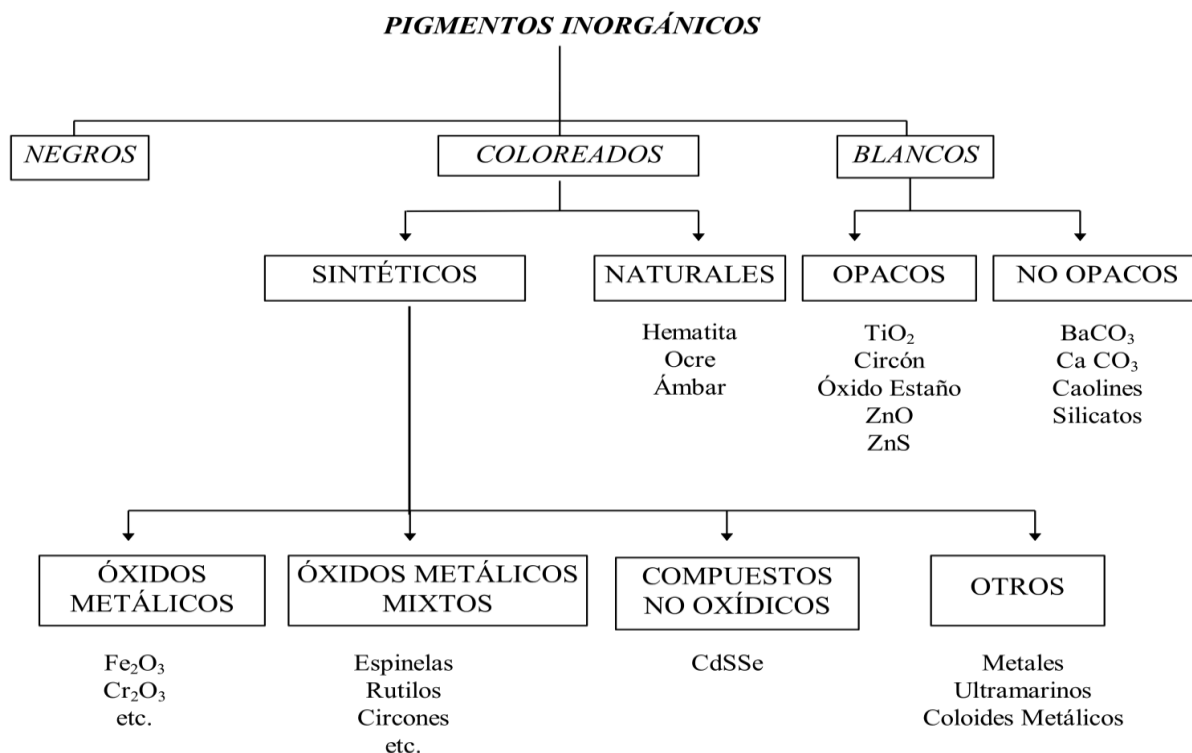 PIGMENTOS INORGÁNICOS
NEGROS
COLOREADOS
BLANCOS
SINTÉTICOS
NATURALES
OPACOS
NO OPACOS
Hematita
Ocre
Ámbar
TiO₂
Circón
Óxido Estaño
ZnO
ZnS
BaCO₃
Ca CO₃
Caolines
Silicatos
ÓXIDOS
METÁLICOS
ÓXIDOS METÁLICOS
MIXTOS
COMPUESTOS
NO OXÍDICOS
OTROS
Fe₂O₃
Cr₂O₃
etc.
Espinelas
Rutilos
Circones
etc.
CdSSe
Metales
Ultramarinos
Coloides Metálicos